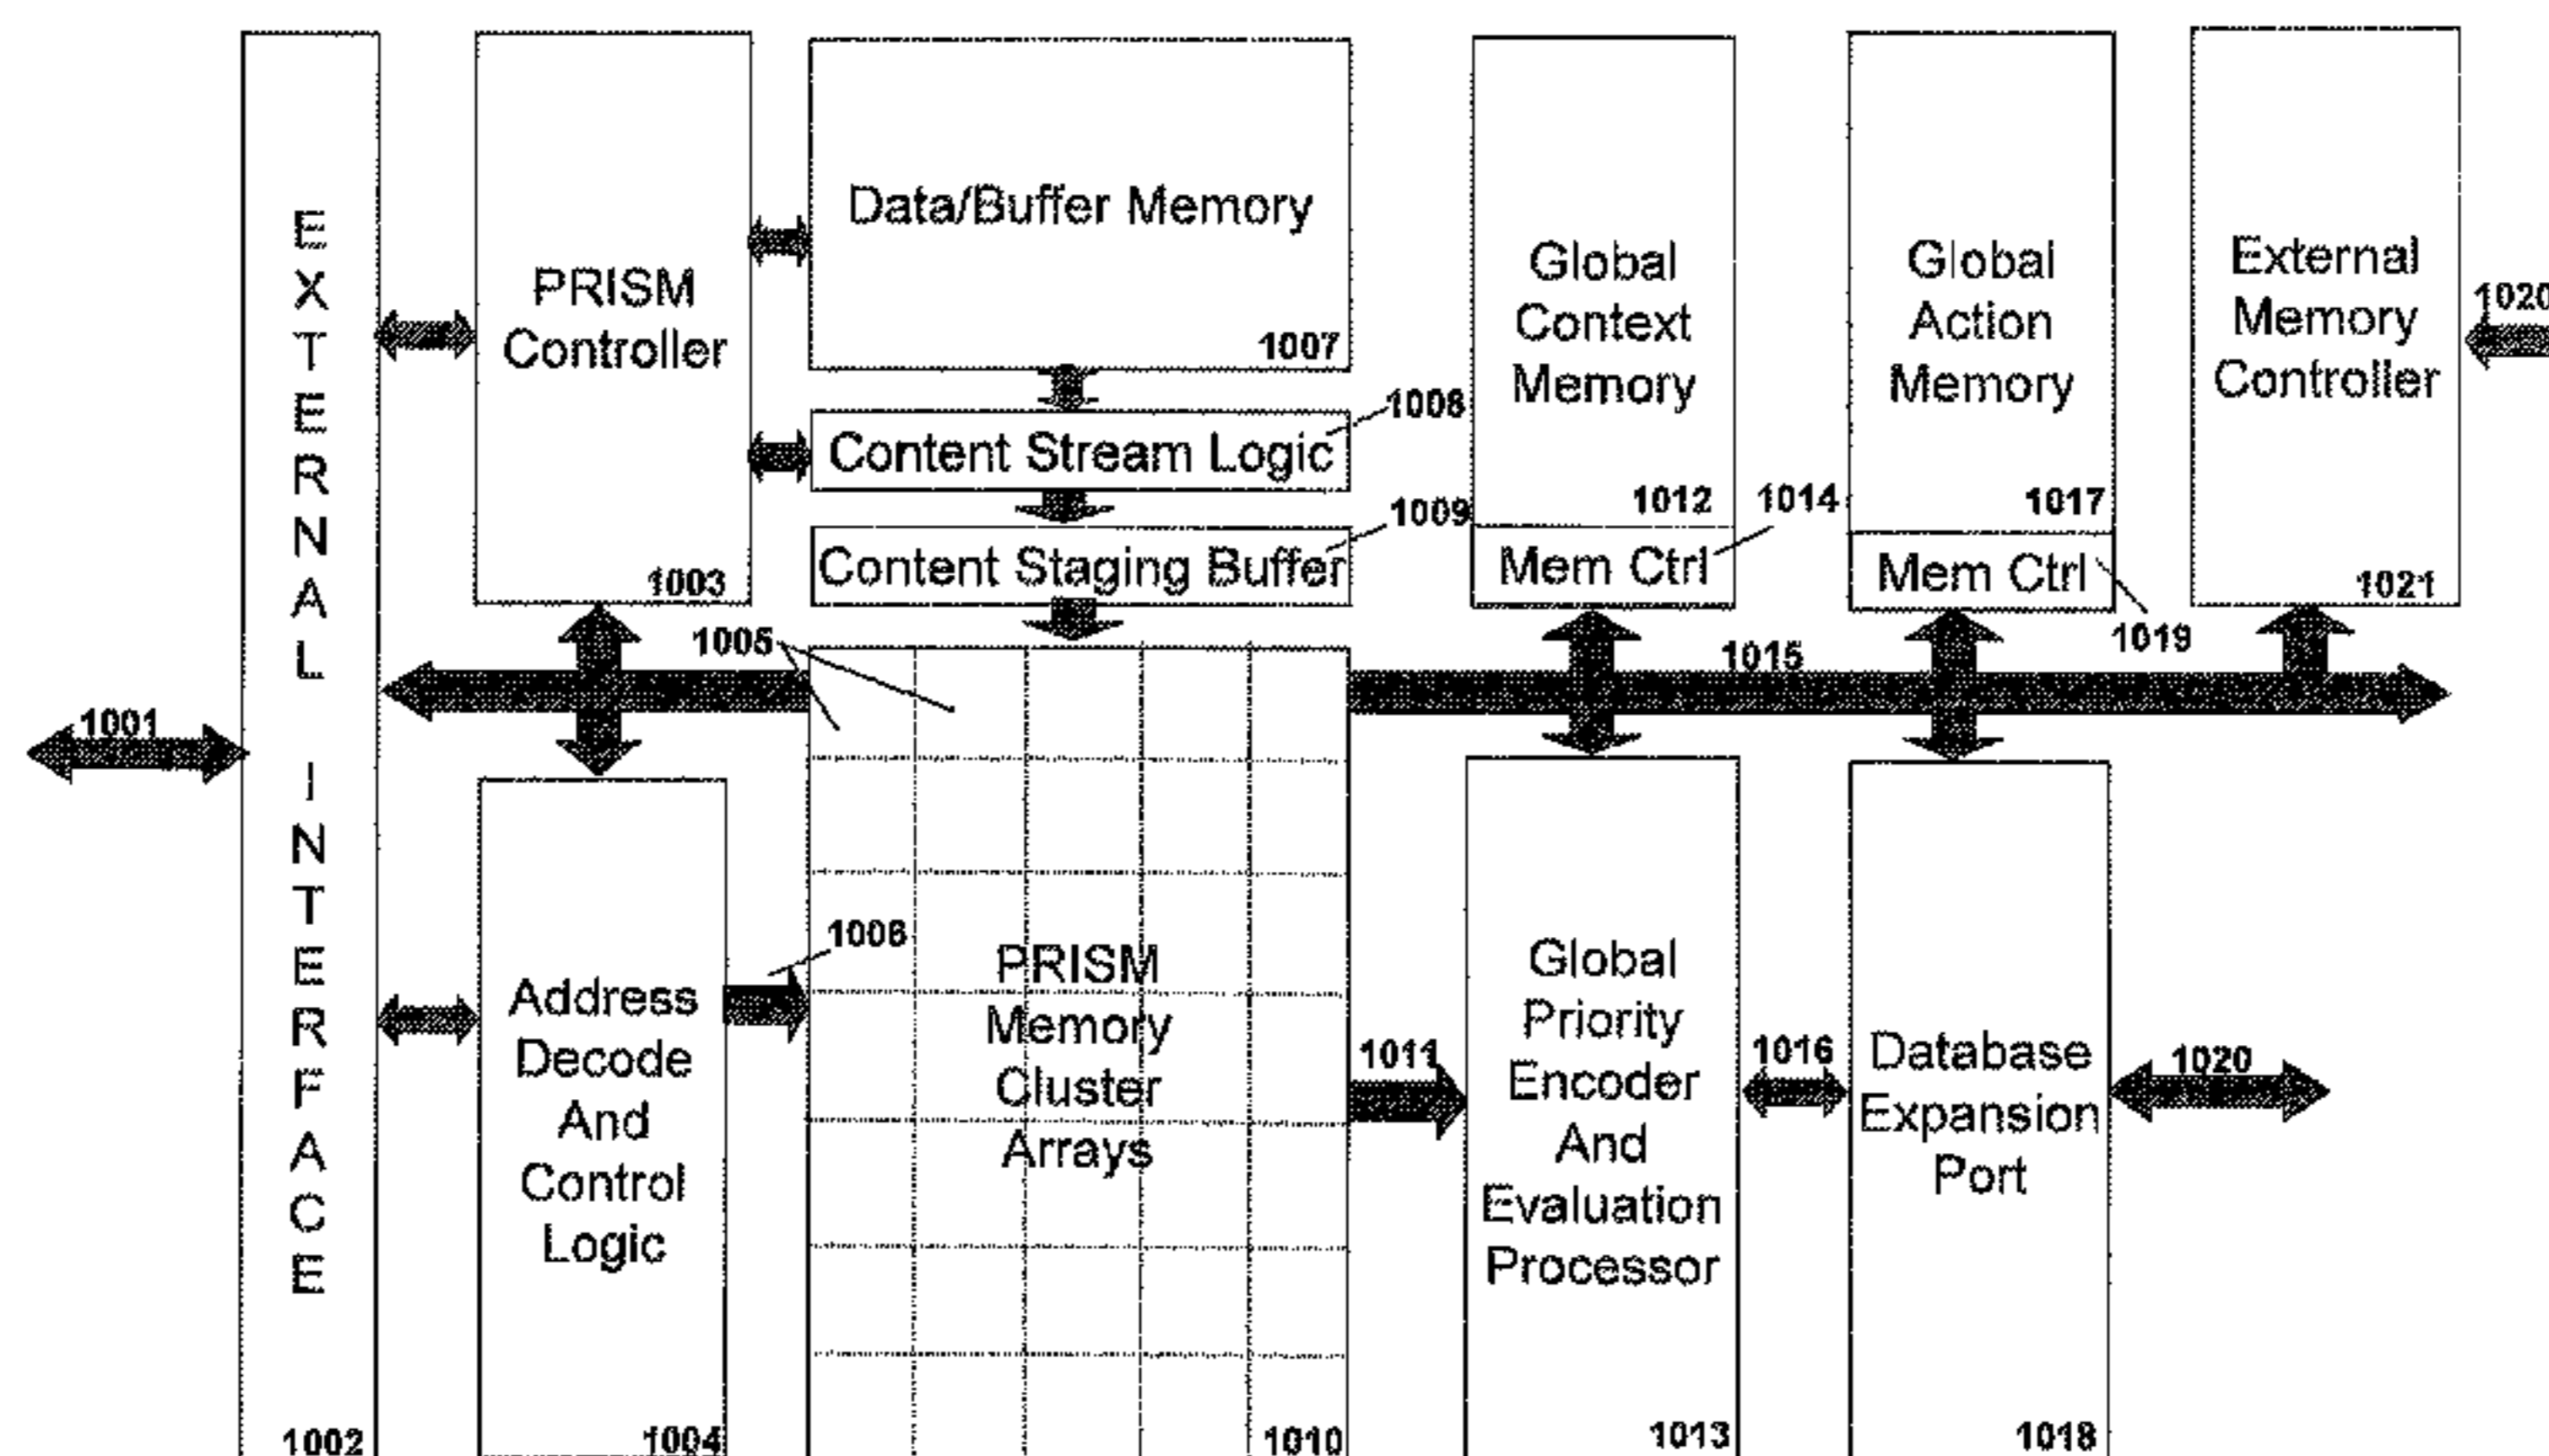 EXTERNAL INTERFACE
1002
1001
PRISM
Controller
1003
Data/Buffer Memory
1007
Content Stream Logic
1008
Content Staging Buffer
1009
Global
Context
Memory
1012
Mem Ctrl
1014
Global
Action
Memory
1017
Mem Ctrl
1019
External
Memory
Controller
1021
1020
1005
1015
Address
Decode
And
Control
Logic
1004
1006
PRISM
Memory
Cluster
Arrays
1010
1011
Global
Priority
Encoder
And
Evaluation
Processor
1013
1016
Database
Expansion
Port
1018
1020